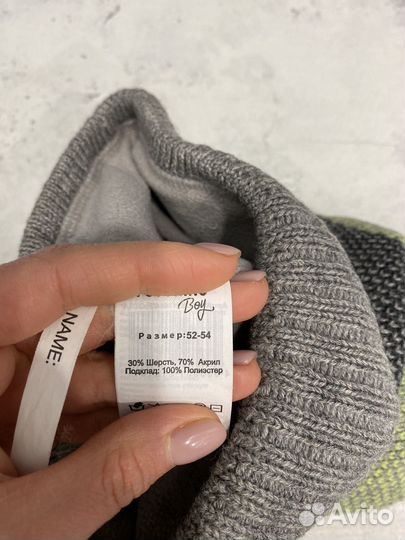 Boy
Размер:52-54
30% Шерсть, 70% Акрил
Подклад: 100% Полиэстер
NAME:
Avito